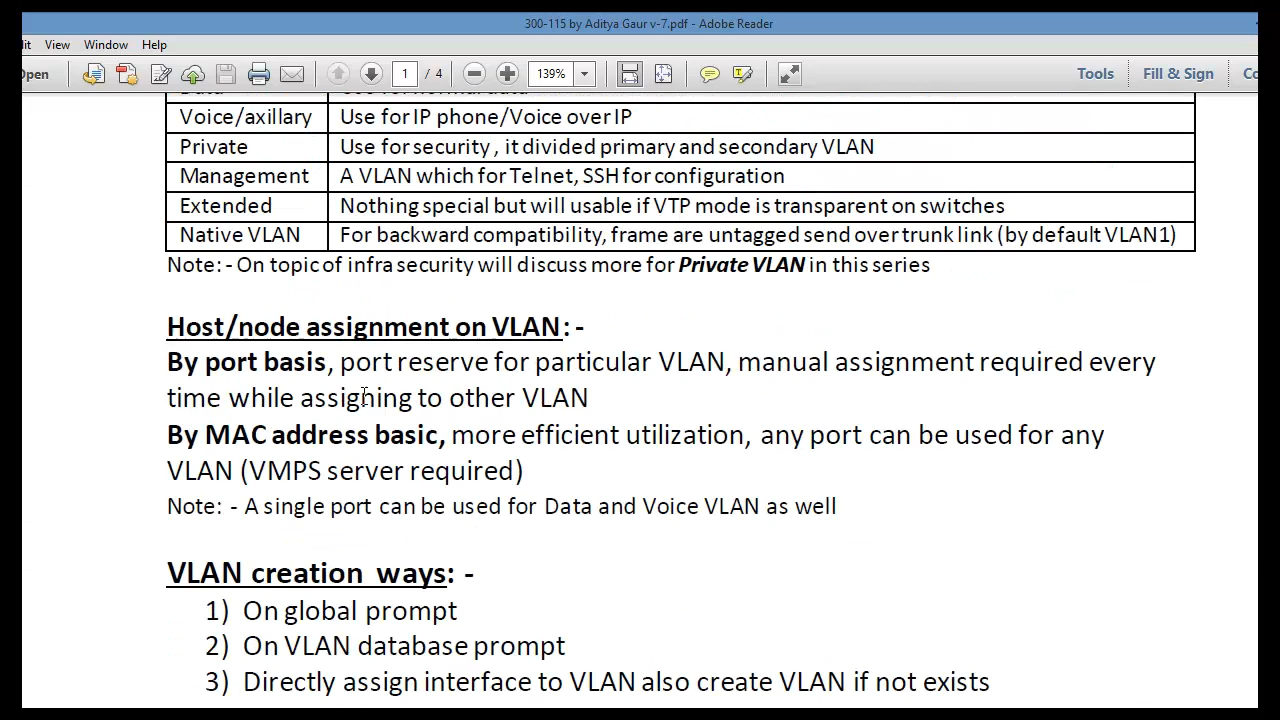 300-115 by Aditya Gaur v-7.pdf - Adobe Reader
View Window Help
Open 1 / 4 139% Tools Fill & Sign
Voice/axillary Use for IP phone/Voice over IP
Private Use for security , it divided primary and secondary VLAN
Management A VLAN which for Telnet, SSH for configuration
Extended Nothing special but will usable if VTP mode is transparent on switches
Native VLAN For backward compatibility, frame are untagged send over trunk link (by default VLAN1)
Note: - On topic of infra security will discuss more for Private VLAN in this series
Host/node assignment on VLAN: -
By port basis, port reserve for particular VLAN, manual assignment required every
time while assigning to other VLAN
By MAC address basic, more efficient utilization, any port can be used for any
VLAN (VMPS server required)
Note: - A single port can be used for Data and Voice VLAN as well
VLAN creation ways: -
1) On global prompt
2) On VLAN database prompt
3) Directly assign interface to VLAN also create VLAN if not exists